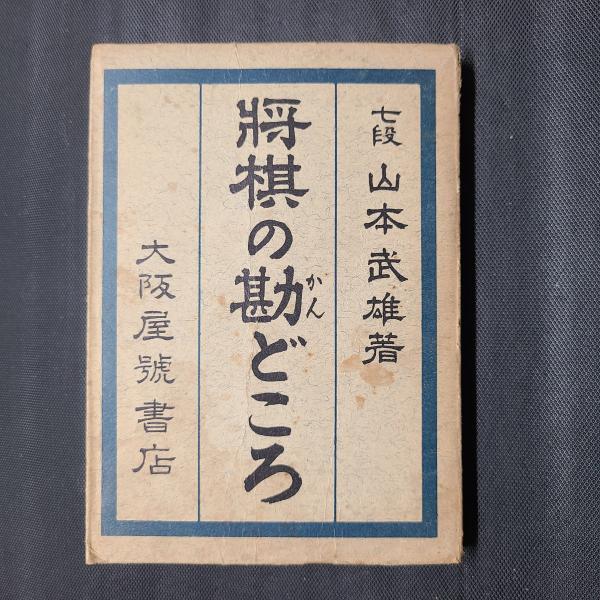 七段 山本武雄著
将棋の勘どころ
かん
大阪屋號書店